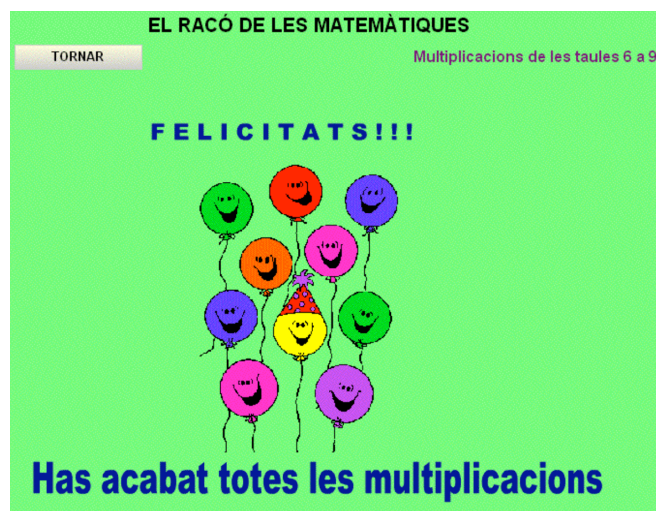 EL RACÓ DE LES MATEMÀTIQUES
TORNAR
Multiplicacions de les taules 6 a 9
FELICITATS!!!
Has acabat totes les multiplicacions